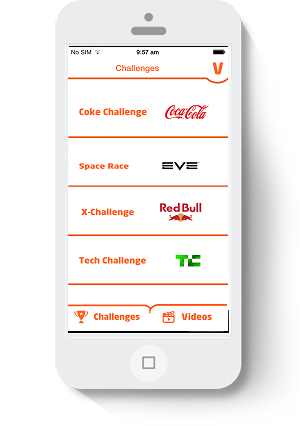 No SIM 9:57 am
Challenges V
Coke Challenge Coca-Cola
Space Race EVE
X-Challenge Red Bull
Tech Challenge TC
Challenges Videos